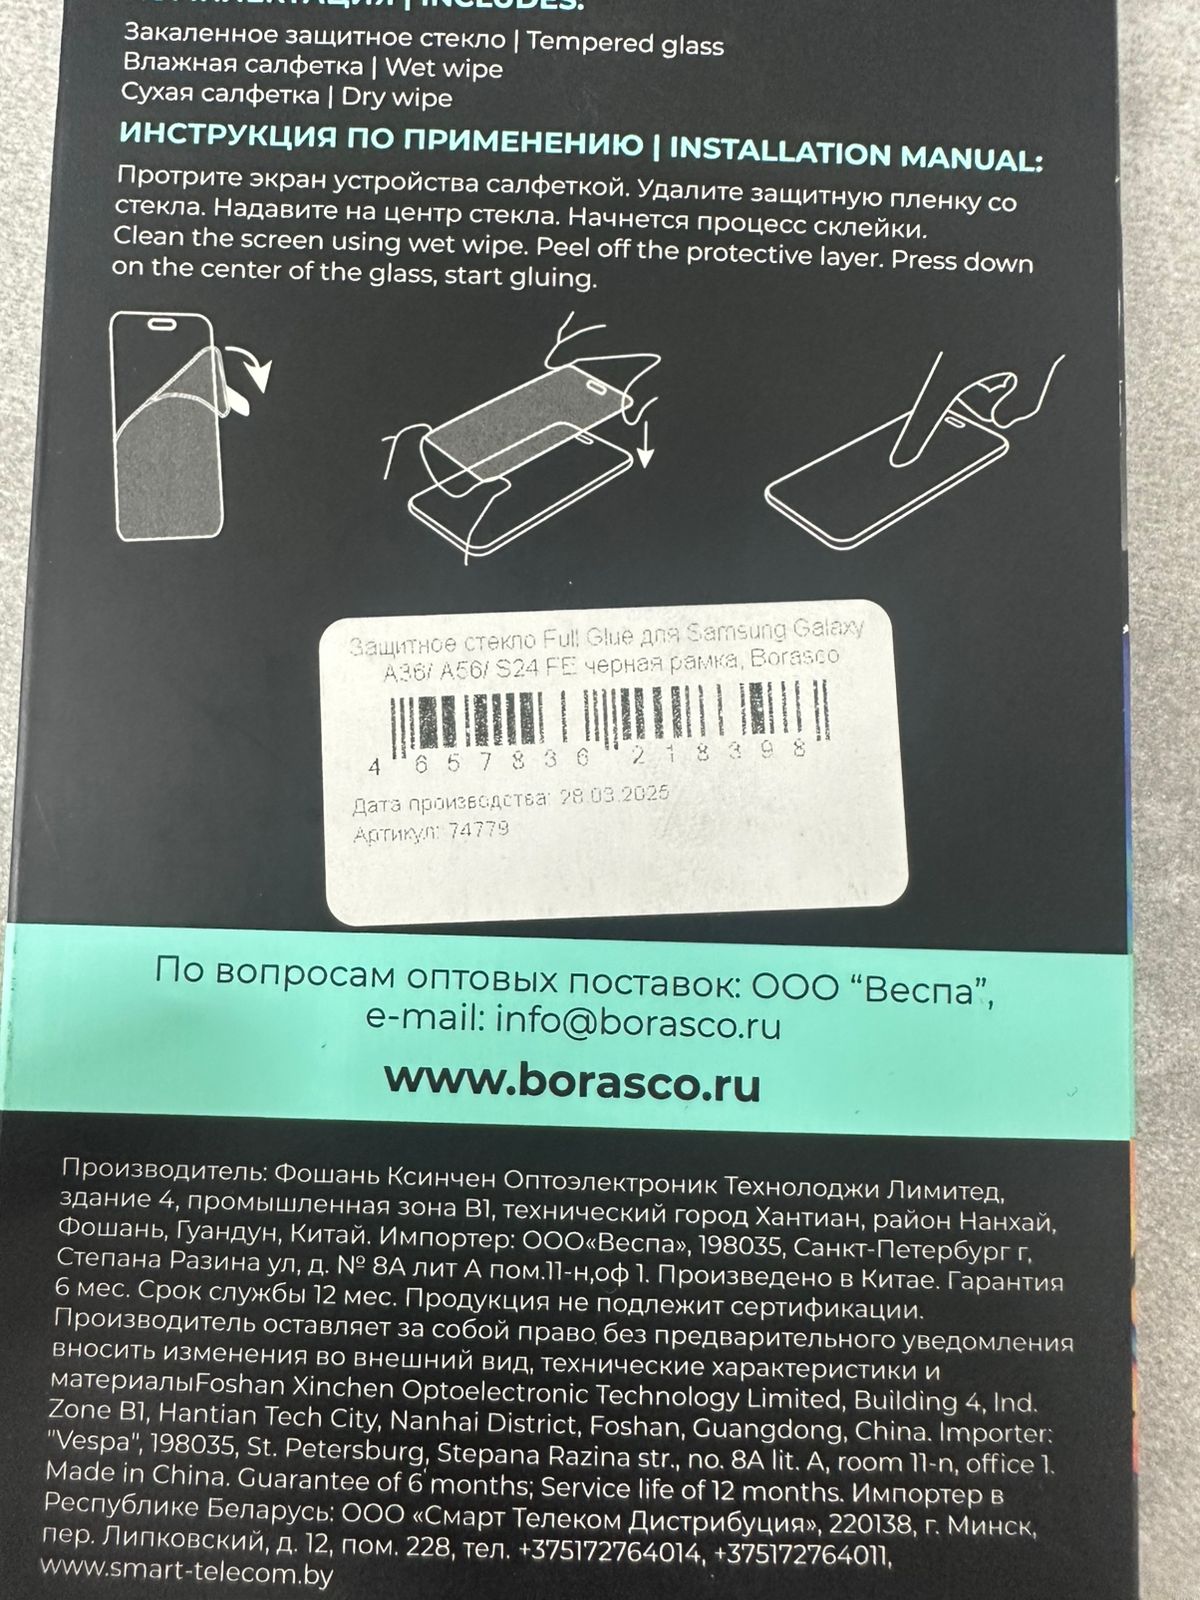 КОМПЛЕКТАЦИЯ | INCLUDES:
Закаленное защитное стекло | Tempered glass
Влажная салфетка | Wet wipe
Сухая салфетка | Dry wipe
ИНСТРУКЦИЯ ПО ПРИМЕНЕНИЮ | INSTALLATION MANUAL:
Протрите экран устройства салфеткой. Удалите защитную пленку со
стекла. Надавите на центр стекла. Начнется процесс склейки.
Clean the screen using wet wipe. Peel off the protective layer. Press down
on the center of the glass, start gluing.
Защитное стекло Full Glue для Samsung Galaxy
A36/ A56/ S24 FE черная рамка, Borasco
4 657836 218398
Дата производства: 28.03.2025
Артикул: 74779
По вопросам оптовых поставок: ООО “Веспа”,
e-mail: info@borasco.ru
www.borasco.ru
Производитель: Фошань Ксинчен Оптоэлектроник Технолоджи Лимитед,
здание 4, промышленная зона B1, технический город Хантиан, район Нанхай,
Фошань, Гуандун, Китай. Импортер: ООО«Веспа», 198035, Санкт-Петербург г,
Степана Разина ул, д. № 8А лит А пом.11-н,оф 1. Произведено в Китае. Гарантия
6 мес. Срок службы 12 мес. Продукция не подлежит сертификации.
Производитель оставляет за собой право без предварительного уведомления
вносить изменения во внешний вид, технические характеристики и
материалыFoshan Xinchen Optoelectronic Technology Limited, Building 4, Ind.
Zone B1, Hantian Tech City, Nanhai District, Foshan, Guangdong, China. Importer:
"Vespa", 198035, St. Petersburg, Stepana Razina str., no. 8A lit. A, room 11-n, office 1.
Made in China. Guarantee of 6 months; Service life of 12 months. Импортер в
Республике Беларусь: ООО «Смарт Телеком Дистрибуция», 220138, г. Минск,
пер. Липковский, д. 12, пом. 228, тел. +375172764014, +375172764011,
www.smart-telecom.by